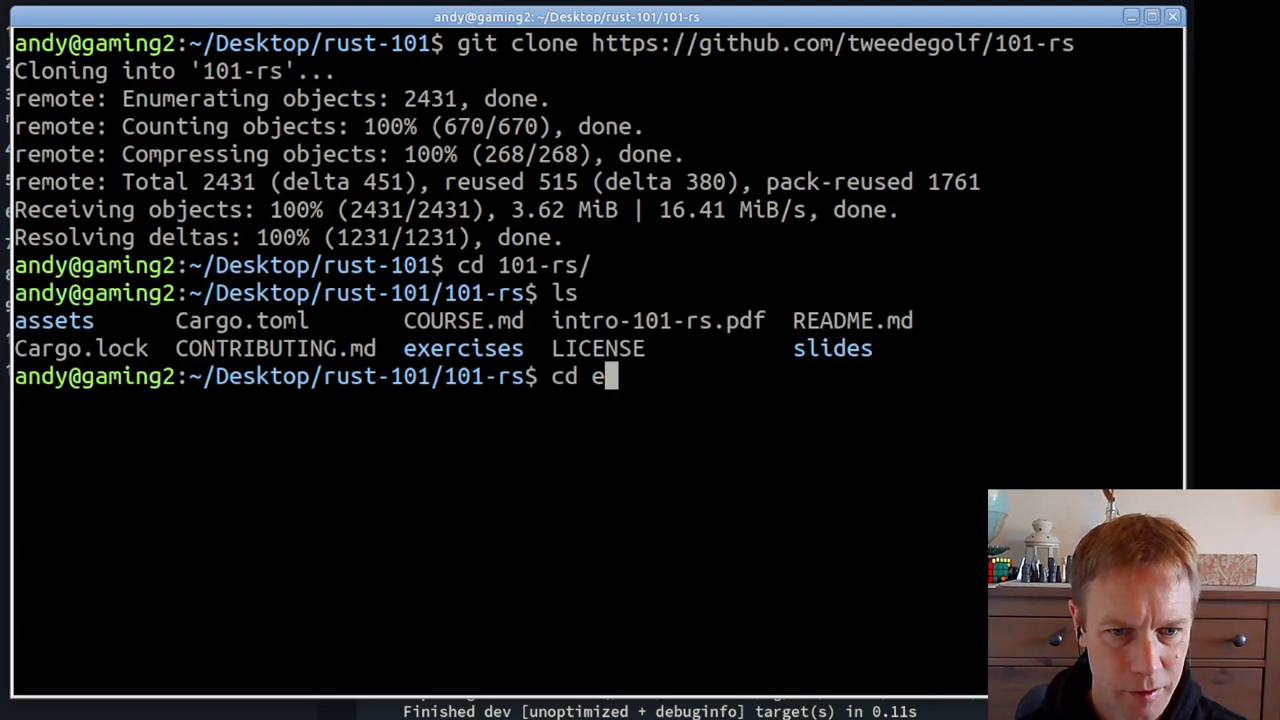 andy@gaming2: ~/Desktop/rust-101/101-rs
andy@gaming2:~/Desktop/rust-101$ git clone https://github.com/tweedegolf/101-rs
Cloning into '101-rs'...
remote: Enumerating objects: 2431, done.
remote: Counting objects: 100% (670/670), done.
remote: Compressing objects: 100% (268/268), done.
remote: Total 2431 (delta 451), reused 515 (delta 380), pack-reused 1761
Receiving objects: 100% (2431/2431), 3.62 MiB | 16.41 MiB/s, done.
Resolving deltas: 100% (1231/1231), done.
andy@gaming2:~/Desktop/rust-101$ cd 101-rs/
andy@gaming2:~/Desktop/rust-101/101-rs$ ls
assets Cargo.toml COURSE.md intro-101-rs.pdf README.md
Cargo.lock CONTRIBUTING.md exercises LICENSE slides
andy@gaming2:~/Desktop/rust-101/101-rs$ cd e
Finished dev [unoptimized + debuginfo] target(s) in 0.11s